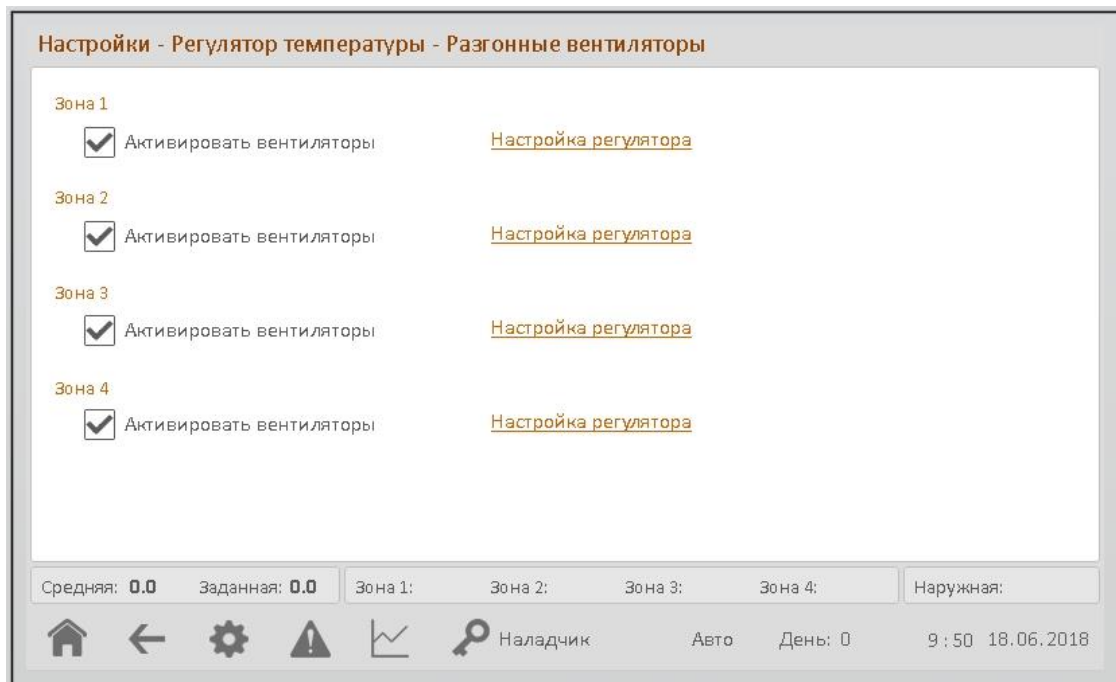 Настройки - Регулятор температуры - Разгонные вентиляторы
Зона 1
Активировать вентиляторы Настройка регулятора
Зона 2
Активировать вентиляторы Настройка регулятора
Зона 3
Активировать вентиляторы Настройка регулятора
Зона 4
Активировать вентиляторы Настройка регулятора
Средняя: 0.0 Заданная: 0.0 Зона 1: Зона 2: Зона 3: Зона 4: Наружная:
Наладчик Авто День: 0 9 : 50 18.06.2018